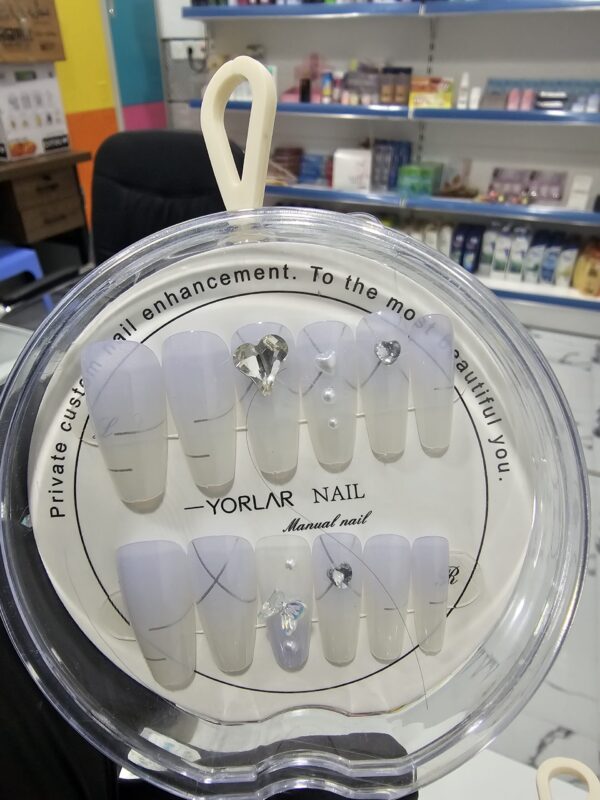 Private custom nail enhancement. To the most beautiful you.
—YORLAR NAIL
Manual nail
R